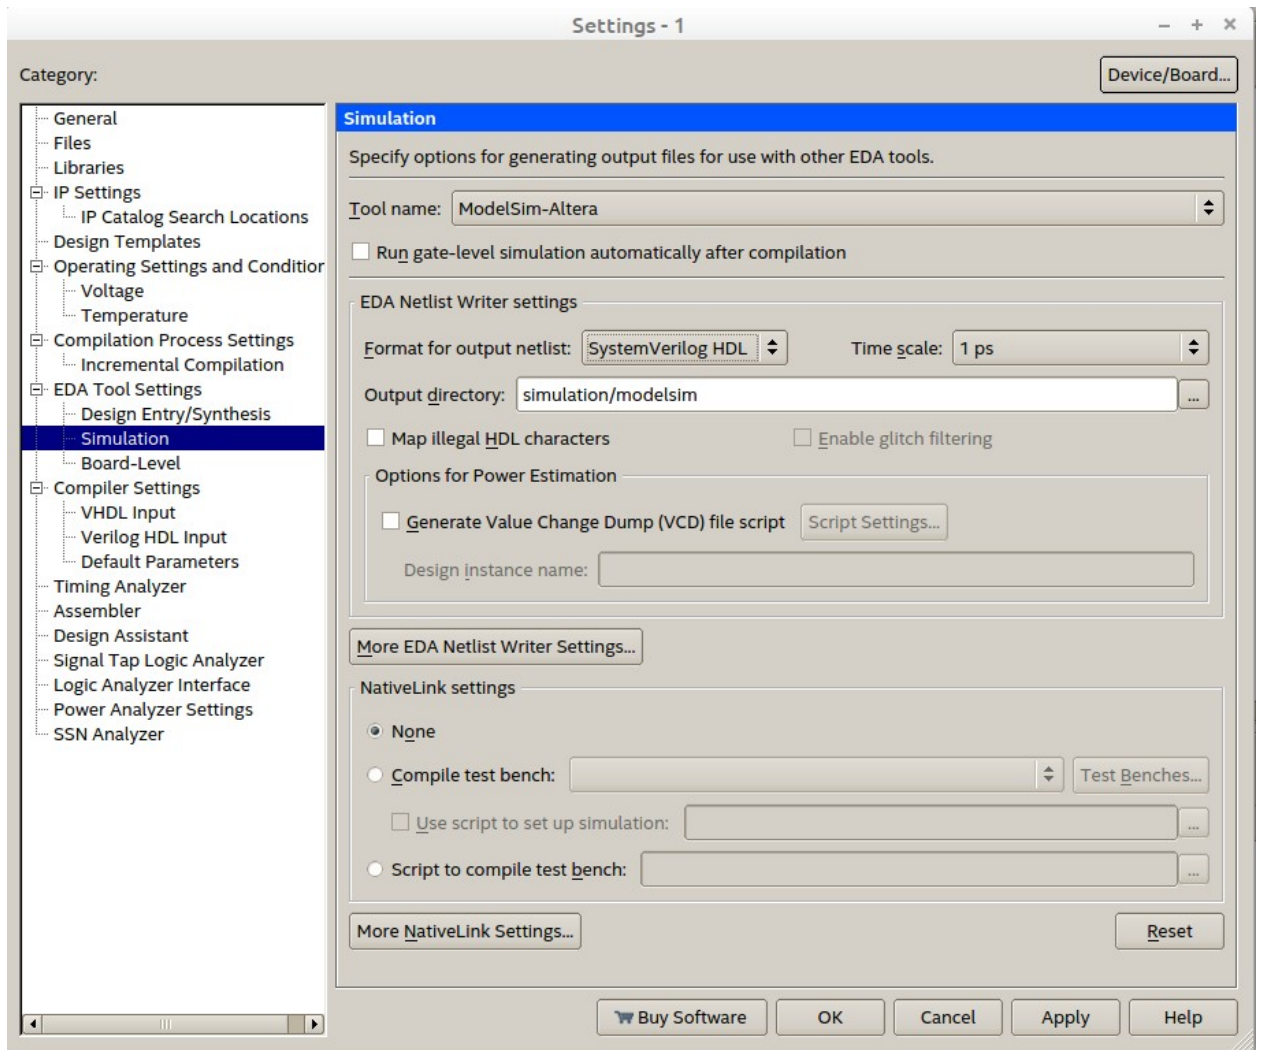 Settings - 1
Category:
Device/Board...
General
Files
Libraries
IP Settings
IP Catalog Search Locations
Design Templates
Operating Settings and Condition
Voltage
Temperature
Compilation Process Settings
Incremental Compilation
EDA Tool Settings
Design Entry/Synthesis
Simulation
Board-Level
Compiler Settings
VHDL Input
Verilog HDL Input
Default Parameters
Timing Analyzer
Assembler
Design Assistant
Signal Tap Logic Analyzer
Logic Analyzer Interface
Power Analyzer Settings
SSN Analyzer
Simulation
Specify options for generating output files for use with other EDA tools.
Tool name: ModelSim-Altera
Run gate-level simulation automatically after compilation
EDA Netlist Writer settings
Format for output netlist: SystemVerilog HDL Time scale: 1 ps
Output directory: simulation/modelsim ...
Map illegal HDL characters Enable glitch filtering
Options for Power Estimation
Generate Value Change Dump (VCD) file script Script Settings...
Design instance name:
More EDA Netlist Writer Settings...
NativeLink settings
None
Compile test bench: Test Benches...
Use script to set up simulation: ...
Script to compile test bench: ...
More NativeLink Settings... Reset
Buy Software OK Cancel Apply Help